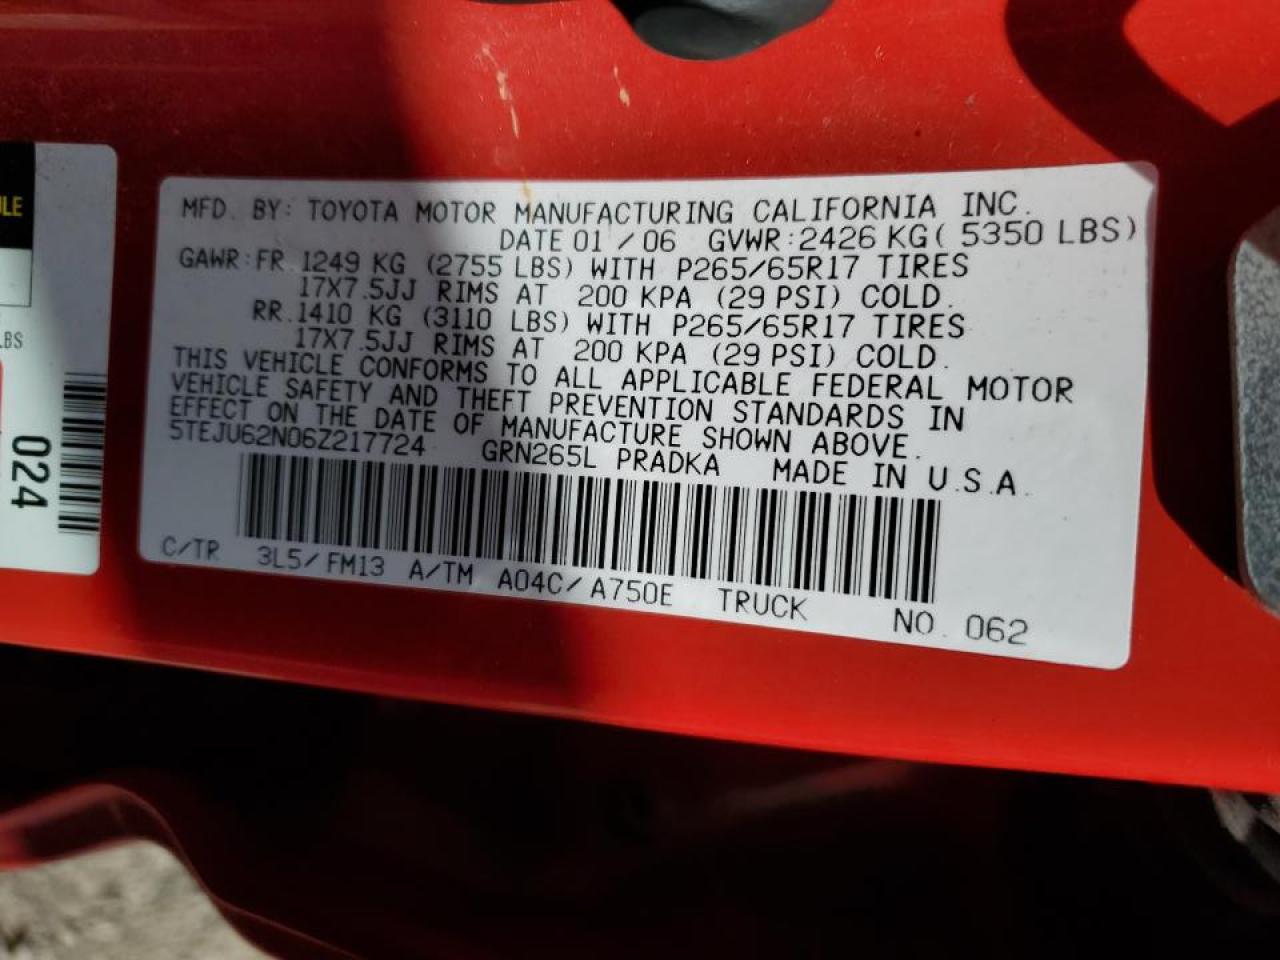 MFD. BY: TOYOTA MOTOR MANUFACTURING CALIFORNIA INC.
DATE 01 / 06 GVWR:2426 KG( 5350 LBS)
GAWR:FR.1249 KG (2755 LBS) WITH P265/65R17 TIRES
17X7.5JJ RIMS AT 200 KPA (29 PSI) COLD.
RR.1410 KG (3110 LBS) WITH P265/65R17 TIRES
17X7.5JJ RIMS AT 200 KPA (29 PSI) COLD.
THIS VEHICLE CONFORMS TO ALL APPLICABLE FEDERAL MOTOR
VEHICLE SAFETY AND THEFT PREVENTION STANDARDS IN
EFFECT ON THE DATE OF MANUFACTURE SHOWN ABOVE.
5TEJU62N06Z217724 GRN265L PRADKA MADE IN U.S.A.
C/TR 3L5/FM13 A/TM A04C/A750E TRUCK NO. 062
LBS
024